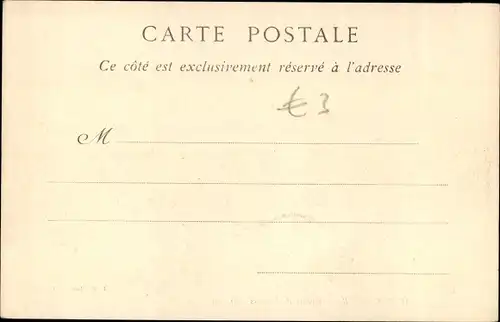 CARTE POSTALE
Ce côté est exclusivement réservé à l'adresse
€ 3
M